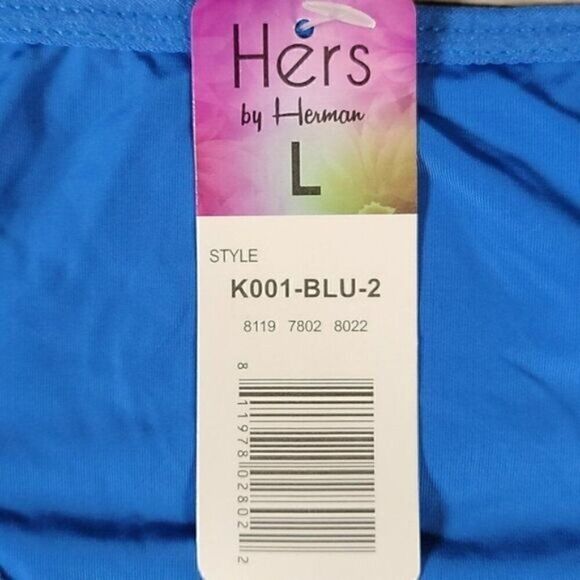 Hers
by Herman
L
STYLE
K001-BLU-2
8119 7802 8022
8 11978 02802 2